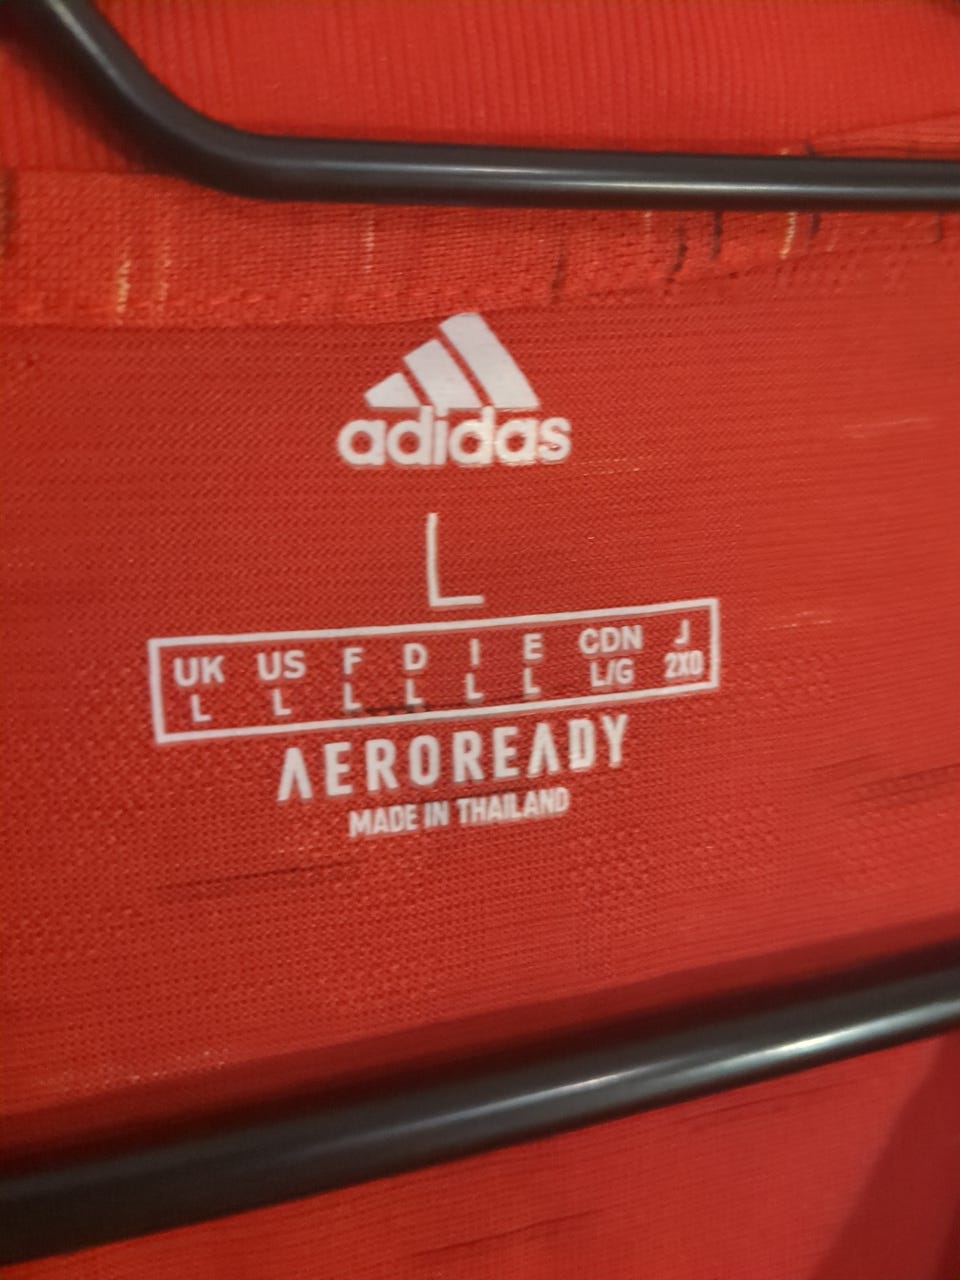 adidas
L
UK US F D I E CDN J
L L L L L L L/G 2XO
AEROREADY
MADE IN THAILAND